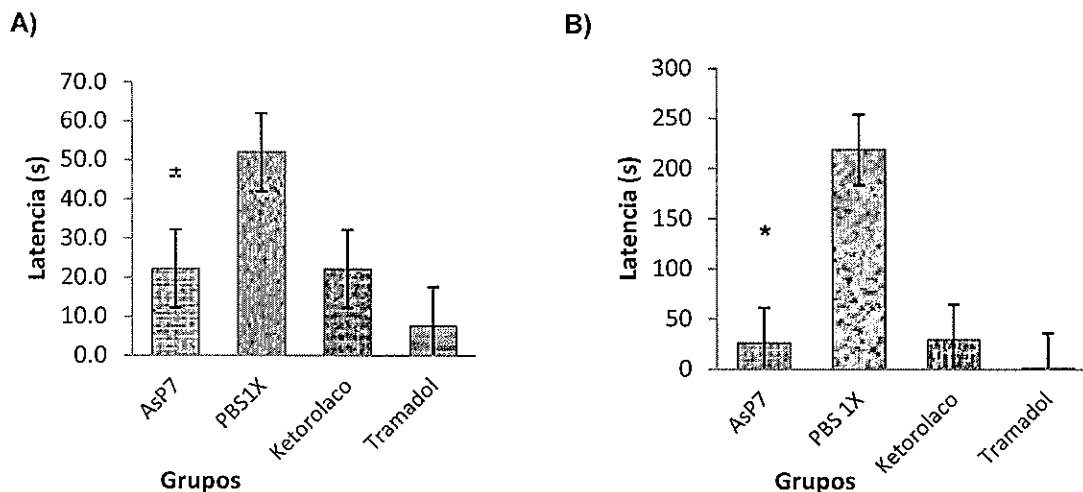 A)
70.0
60.0
50.0
40.0
30.0
20.0
10.0
0.0
Latencia (s)
*
AsP7
PBS1X
Ketorolaco
Tramadol
Grupos
B)
300
250
200
150
100
50
0
Latencia (s)
*
AsP7
PBS 1X
Ketorolaco
Tramadol
Grupos